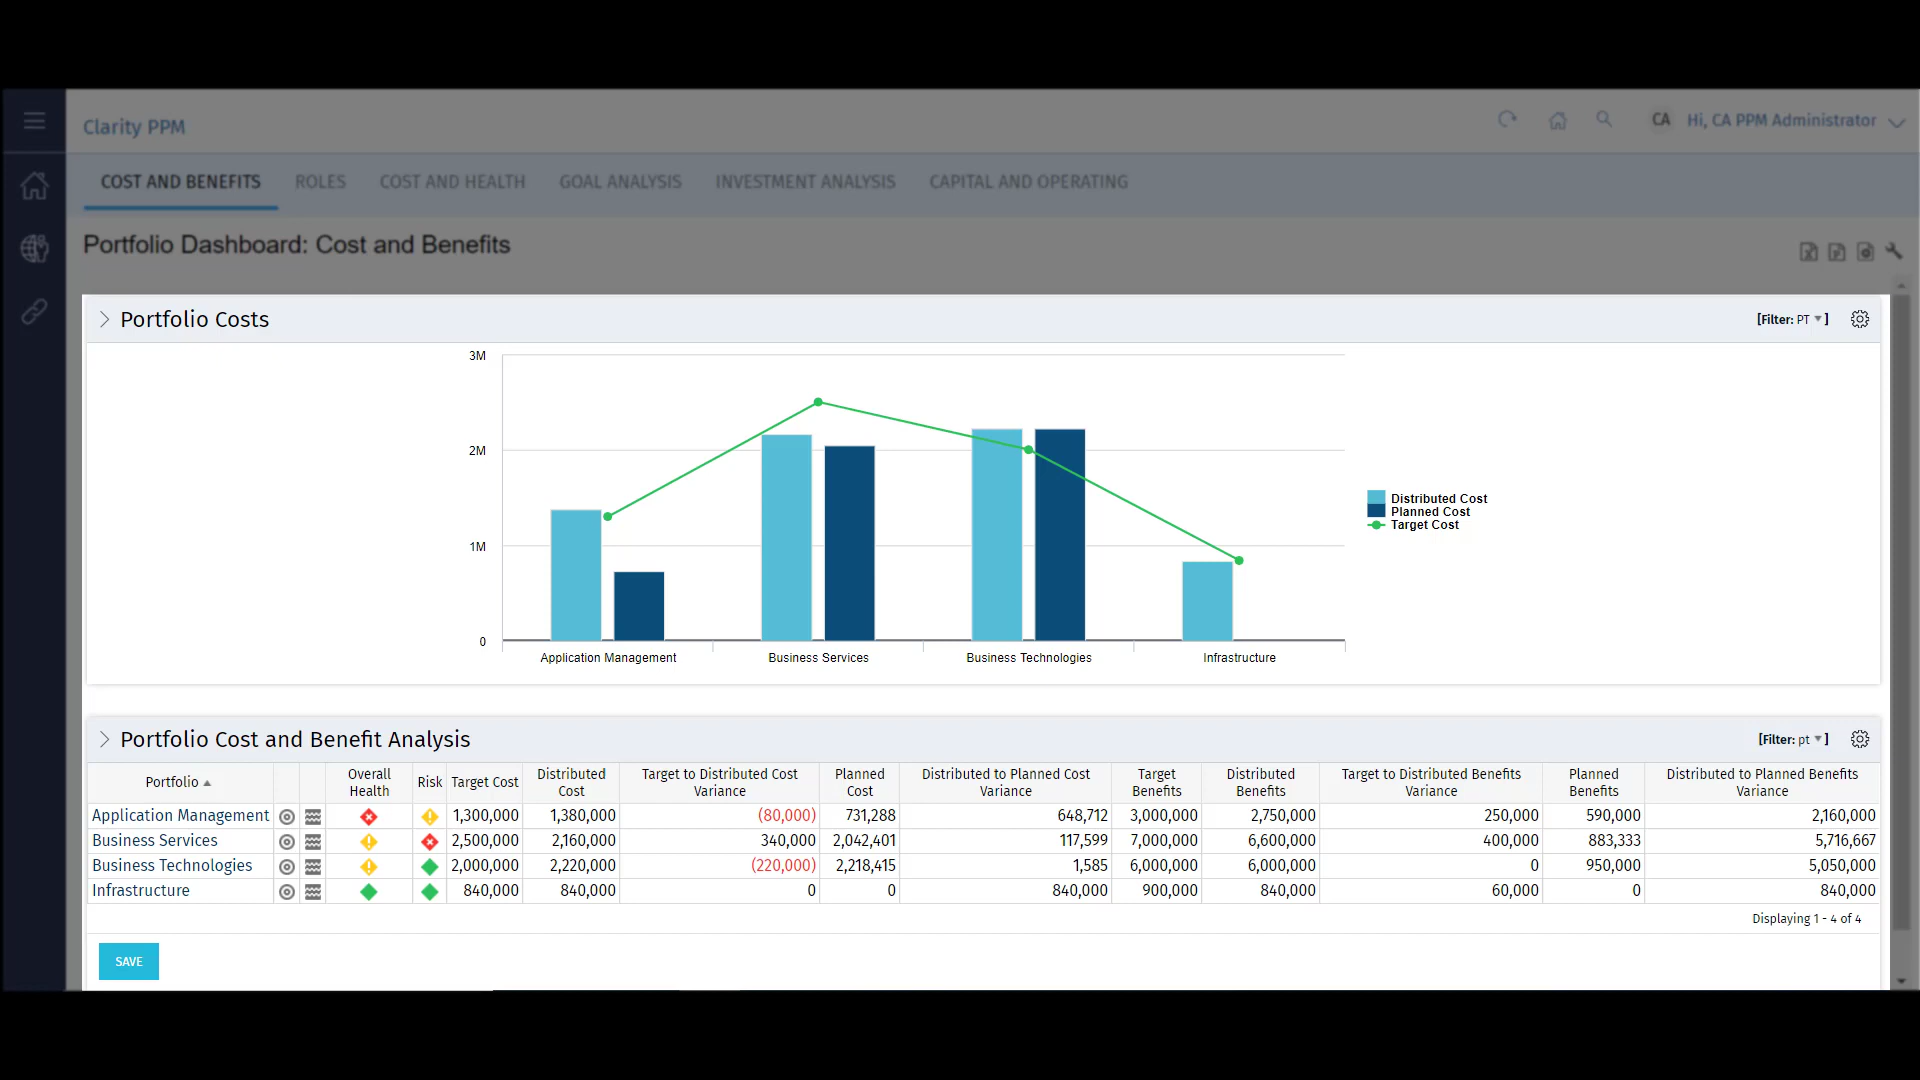 Clarity PPM
CA Hi, CA PPM Administrator
COST AND BENEFITS ROLES COST AND HEALTH GOAL ANALYSIS INVESTMENT ANALYSIS CAPITAL AND OPERATING
Portfolio Dashboard: Cost and Benefits
Portfolio Costs
[Filter: PT ]
3M
2M
1M
0
Application Management Business Services Business Technologies Infrastructure
Distributed Cost
Planned Cost
Target Cost
Portfolio Cost and Benefit Analysis
[Filter: pt ]
Portfolio Overall Health Risk Target Cost Distributed Cost Target to Distributed Cost Variance Planned Cost Distributed to Planned Cost Variance Target Benefits Distributed Benefits Target to Distributed Benefits Variance Planned Benefits Distributed to Planned Benefits Variance
Application Management 1,300,000 1,380,000 (80,000) 731,288 648,712 3,000,000 2,750,000 250,000 590,000 2,160,000
Business Services 2,500,000 2,160,000 340,000 2,042,401 117,599 7,000,000 6,600,000 400,000 883,333 5,716,667
Business Technologies 2,000,000 2,220,000 (220,000) 2,218,415 1,585 6,000,000 6,000,000 0 950,000 5,050,000
Infrastructure 840,000 840,000 0 0 840,000 900,000 840,000 60,000 0 840,000
Displaying 1 - 4 of 4
SAVE